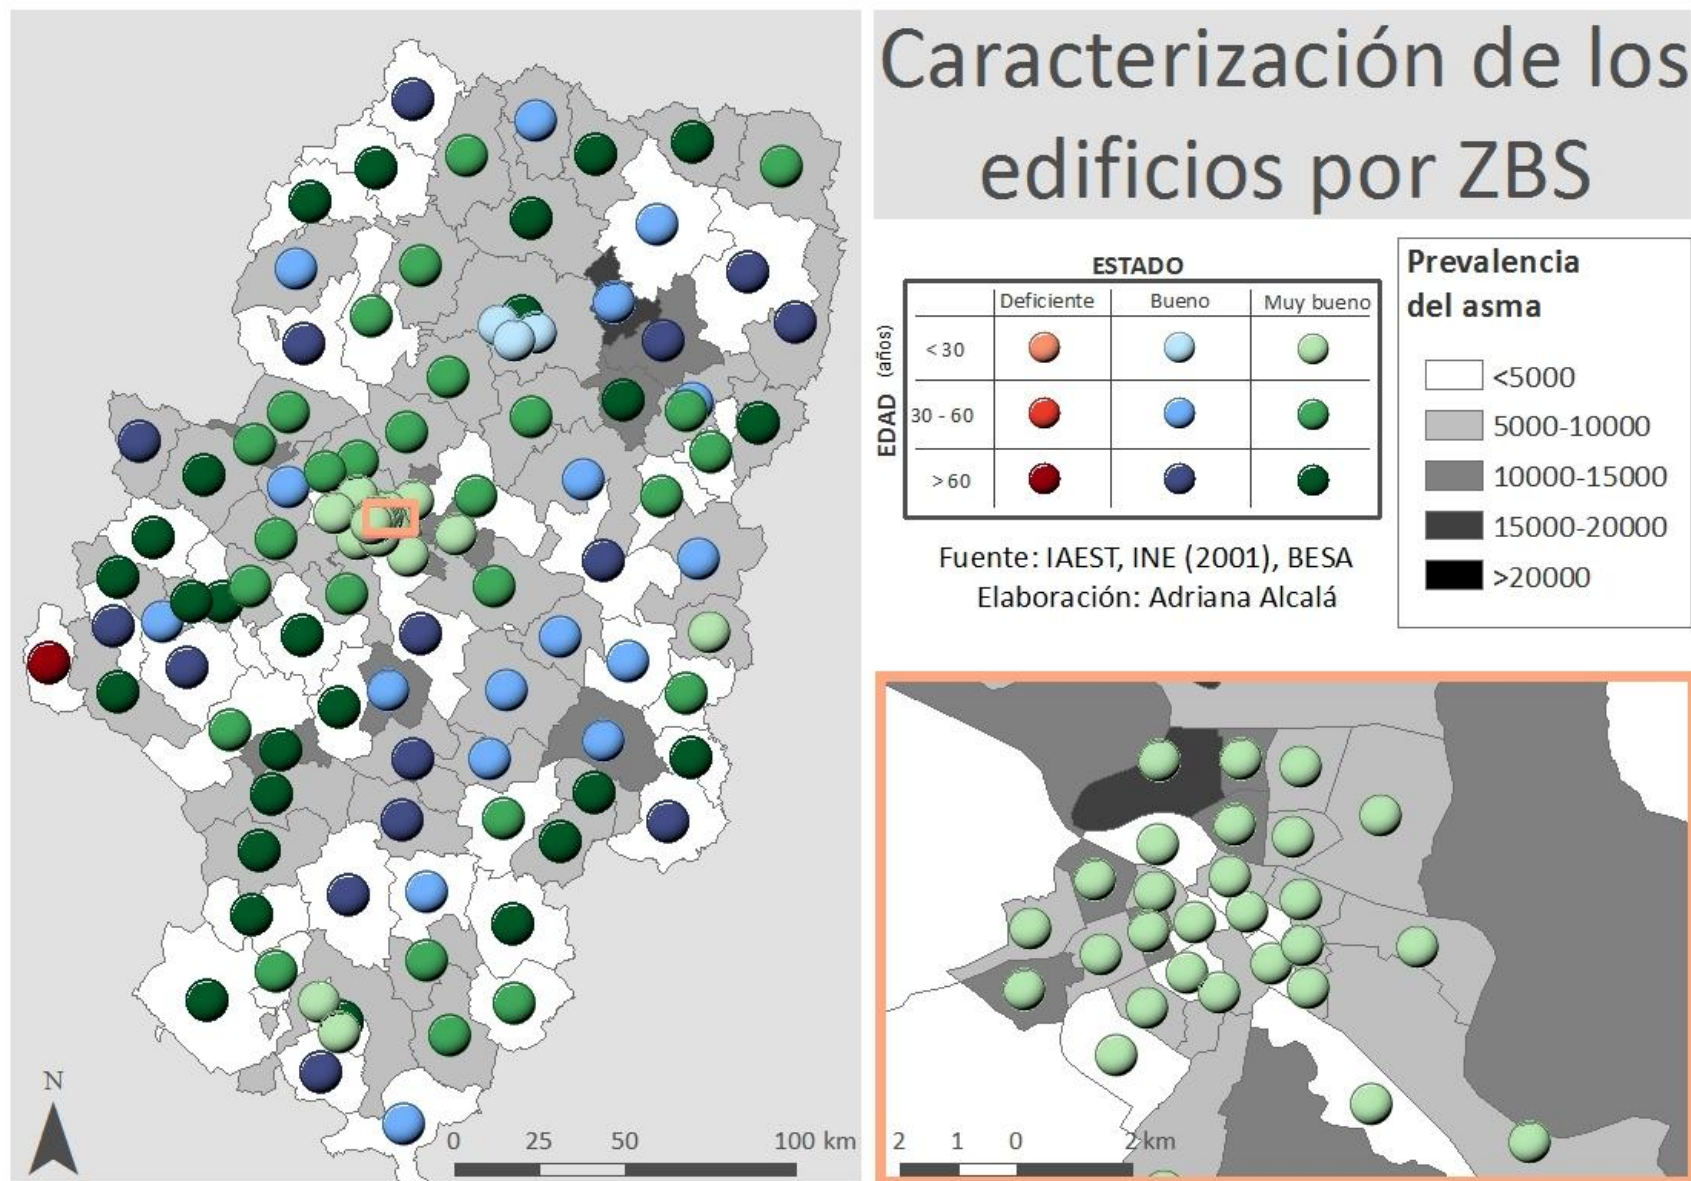 Caracterización de los
edificios por ZBS
ESTADO
Deficiente Bueno Muy bueno
EDAD (años)
< 30
30 - 60
> 60
Fuente: IAEST, INE (2001), BESA
Elaboración: Adriana Alcalá
Prevalencia
del asma
<5000
5000-10000
10000-15000
15000-20000
>20000
N
0 25 50 100 km
2 1 0 2 km